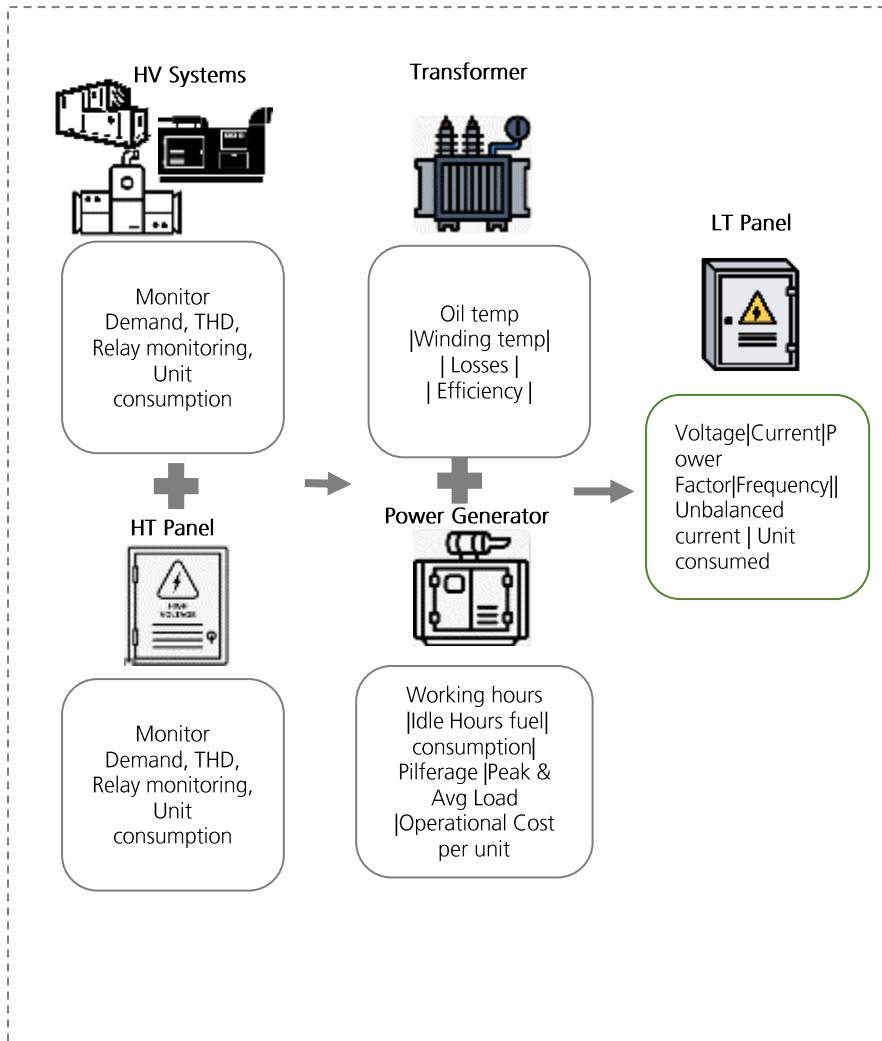 HV Systems
Monitor
Demand, THD,
Relay monitoring,
Unit
consumption
HT Panel
HIGH
VOLTAGE
Monitor
Demand, THD,
Relay monitoring,
Unit
consumption
Transformer
Oil temp
|Winding temp|
| Losses |
| Efficiency |
Power Generator
Working hours
|Idle Hours fuel|
consumption|
Pilferage |Peak &
Avg Load
|Operational Cost
per unit
LT Panel
Voltage|Current|P
ower
Factor|Frequency||
Unbalanced
current | Unit
consumed